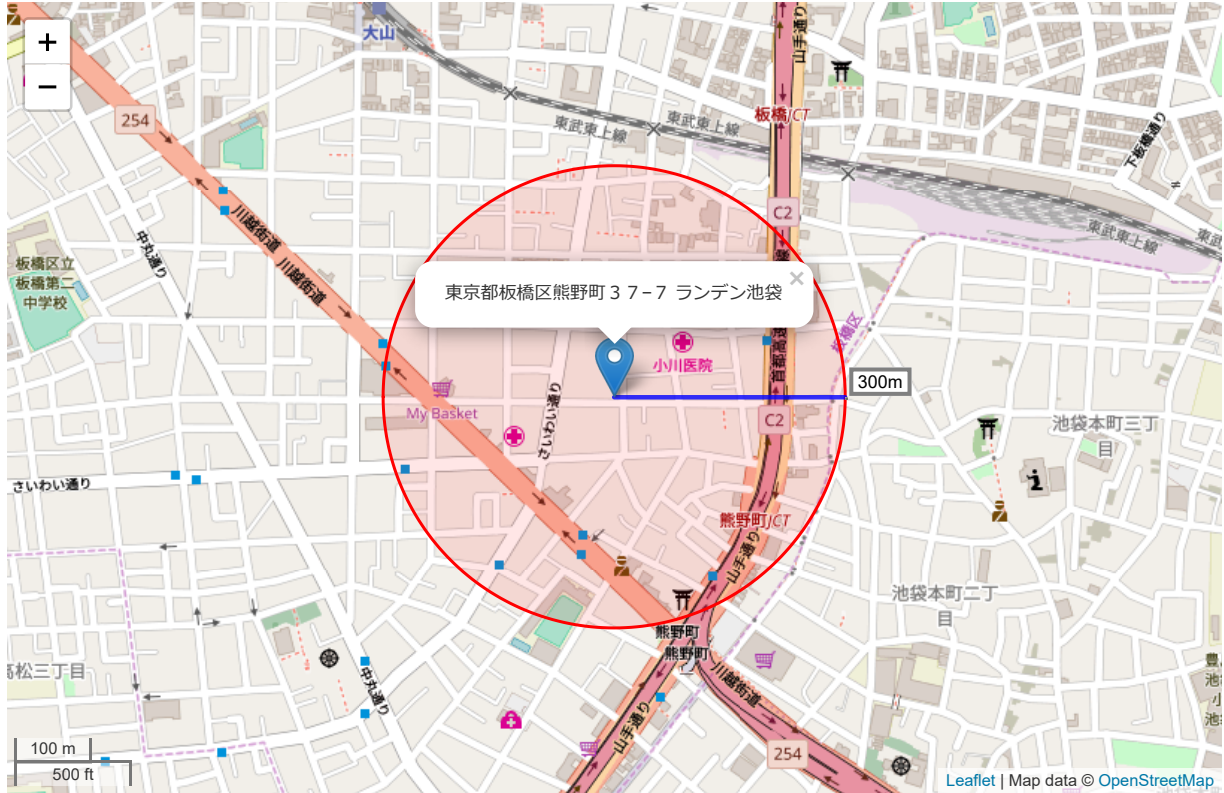 +
−
大山
山手通り
254
板橋JCT
東武東上線
東武東上線
下板橋通り
C2
川越街道
川越街道
中丸通り
東武東上線
板橋区立
板橋第二
中学校
東京都板橋区熊野町３７−７ ランデン池袋
×
板橋区
小川医院
300m
My Basket
さいわい通り
C2
池袋本町三丁
目
さいわい通り
熊野町JCT
山手通り
池袋本町二丁
目
熊野町
熊野町
高松三丁目
中丸通り
川越街道
山手通り
254
100 m
500 ft
Leaflet | Map data © OpenStreetMap